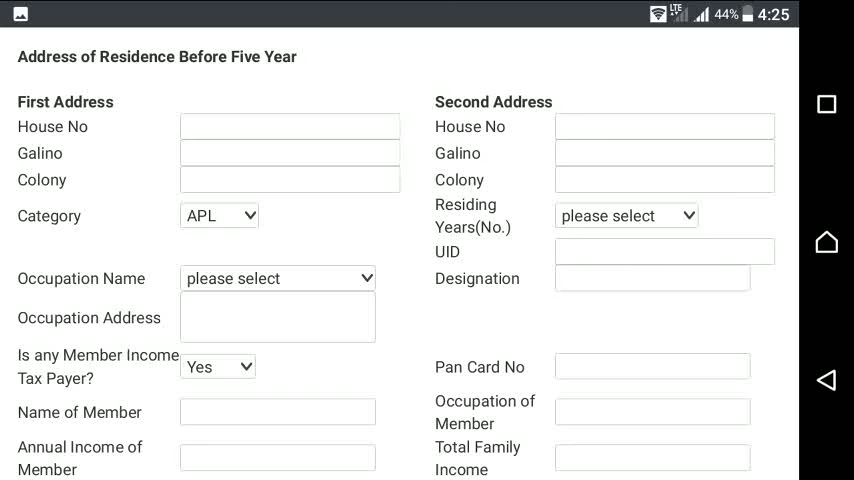 LTE 44% 4:25
Address of Residence Before Five Year
First Address
Second Address
House No
House No
Galino
Galino
Colony
Colony
Category APL
Residing
Years(No.) please select
UID
Occupation Name please select
Designation
Occupation Address
Is any Member Income
Tax Payer? Yes
Pan Card No
Name of Member
Occupation of
Member
Annual Income of
Member
Total Family
Income